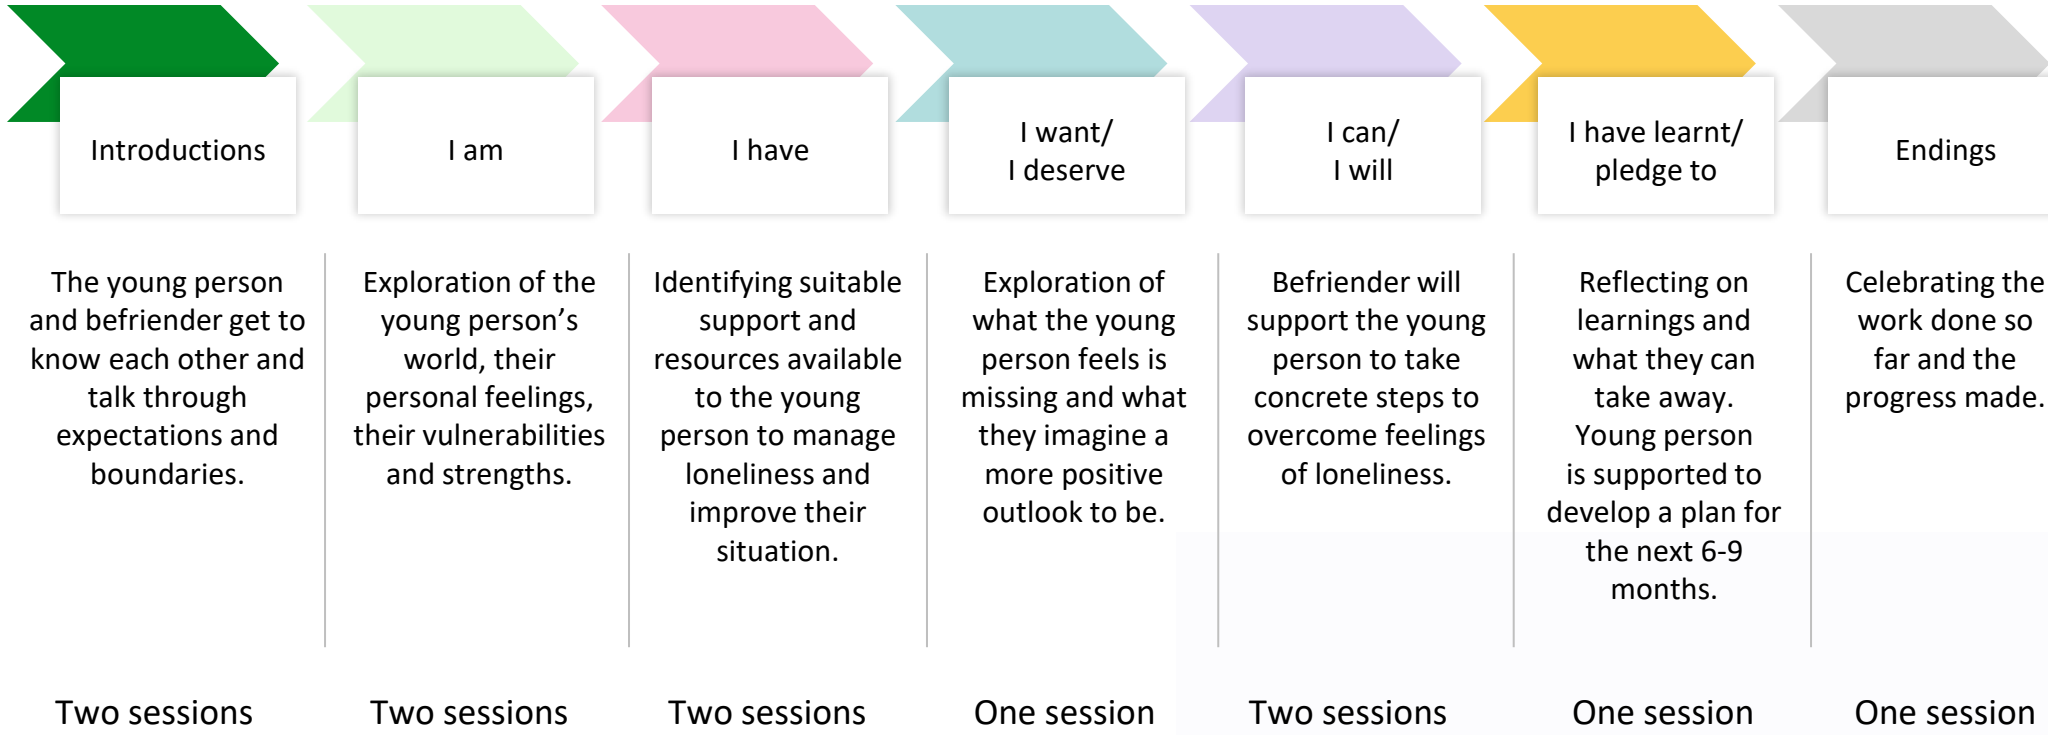 Introductions
I am
I have
I want/
I deserve
I can/
I will
I have learnt/
pledge to
Endings
The young person
and befriender get to
know each other and
talk through
expectations and
boundaries.
Exploration of the
young person’s
world, their
personal feelings,
their vulnerabilities
and strengths.
Identifying suitable
support and
resources available
to the young
person to manage
loneliness and
improve their
situation.
Exploration of
what the young
person feels is
missing and what
they imagine a
more positive
outlook to be.
Befriender will
support the young
person to take
concrete steps to
overcome feelings
of loneliness.
Reflecting on
learnings and
what they can
take away.
Young person
is supported to
develop a plan for
the next 6-9
months.
Celebrating the
work done so
far and the
progress made.
Two sessions
Two sessions
Two sessions
One session
Two sessions
One session
One session